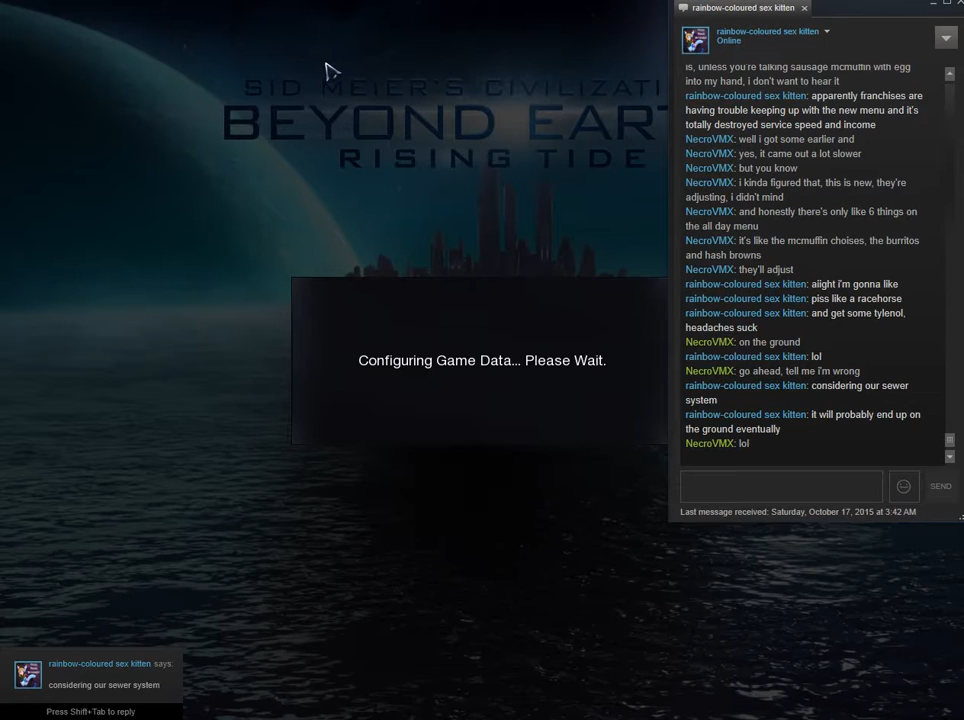 rainbow-coloured sex kitten
rainbow-coloured sex kitten
Online
is, unless you're talking sausage mcmuffin with egg
into my hand, i don't want to hear it
rainbow-coloured sex kitten: apparently franchises are
having trouble keeping up with the new menu and it's
totally destroyed service speed and income
NecroVMX: well i got some earlier and
NecroVMX: yes, it came out a lot slower
NecroVMX: but you know
NecroVMX: i kinda figured that, this is new, they're
adjusting, i didn't mind
NecroVMX: and honestly there's only like 6 things on
the all day menu
NecroVMX: it's like the mcmuffin choises, the burritos
and hash browns
NecroVMX: they'll adjust
rainbow-coloured sex kitten: aiight i'm gonna like
rainbow-coloured sex kitten: piss like a racehorse
rainbow-coloured sex kitten: and get some tylenol,
headaches suck
NecroVMX: on the ground
rainbow-coloured sex kitten: lol
NecroVMX: go ahead, tell me i'm wrong
rainbow-coloured sex kitten: considering our sewer
system
rainbow-coloured sex kitten: it will probably end up on
the ground eventually
NecroVMX: lol
SEND
Last message received: Saturday, October 17, 2015 at 3:42 AM
SID MEIER'S CIVILIZATI
BEYOND EART
RISING TIDE
Configuring Game Data... Please Wait.
rainbow-coloured sex kitten says:
considering our sewer system
Press Shift+Tab to reply